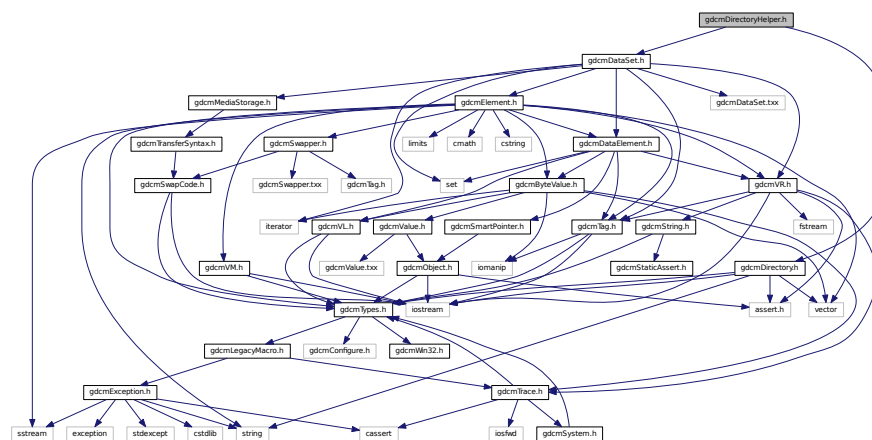 gdcmDirectoryHelper.h
gdcmDataSet.h
gdcmMediaStorage.h
gdcmElement.h
gdcmDataSet.txx
gdcmTransferSyntax.h
gdcmSwapper.h
limits
cmath
cstring
gdcmDataElement.h
gdcmSwapCode.h
gdcmSwapper.txx
gdcmTag.h
set
gdcmByteValue.h
gdcmVR.h
iterator
gdcmVL.h
gdcmValue.h
gdcmSmartPointer.h
gdcmTag.h
gdcmString.h
fstream
gdcmVM.h
gdcmValue.txx
gdcmObject.h
iomanip
gdcmStaticAssert.h
gdcmDirectory.h
gdcmTypes.h
iostream
assert.h
vector
gdcmLegacyMacro.h
gdcmConfigure.h
gdcmWin32.h
gdcmException.h
gdcmTrace.h
sstream
exception
stdexcept
cstdlib
string
cassert
iosfwd
gdcmSystem.h